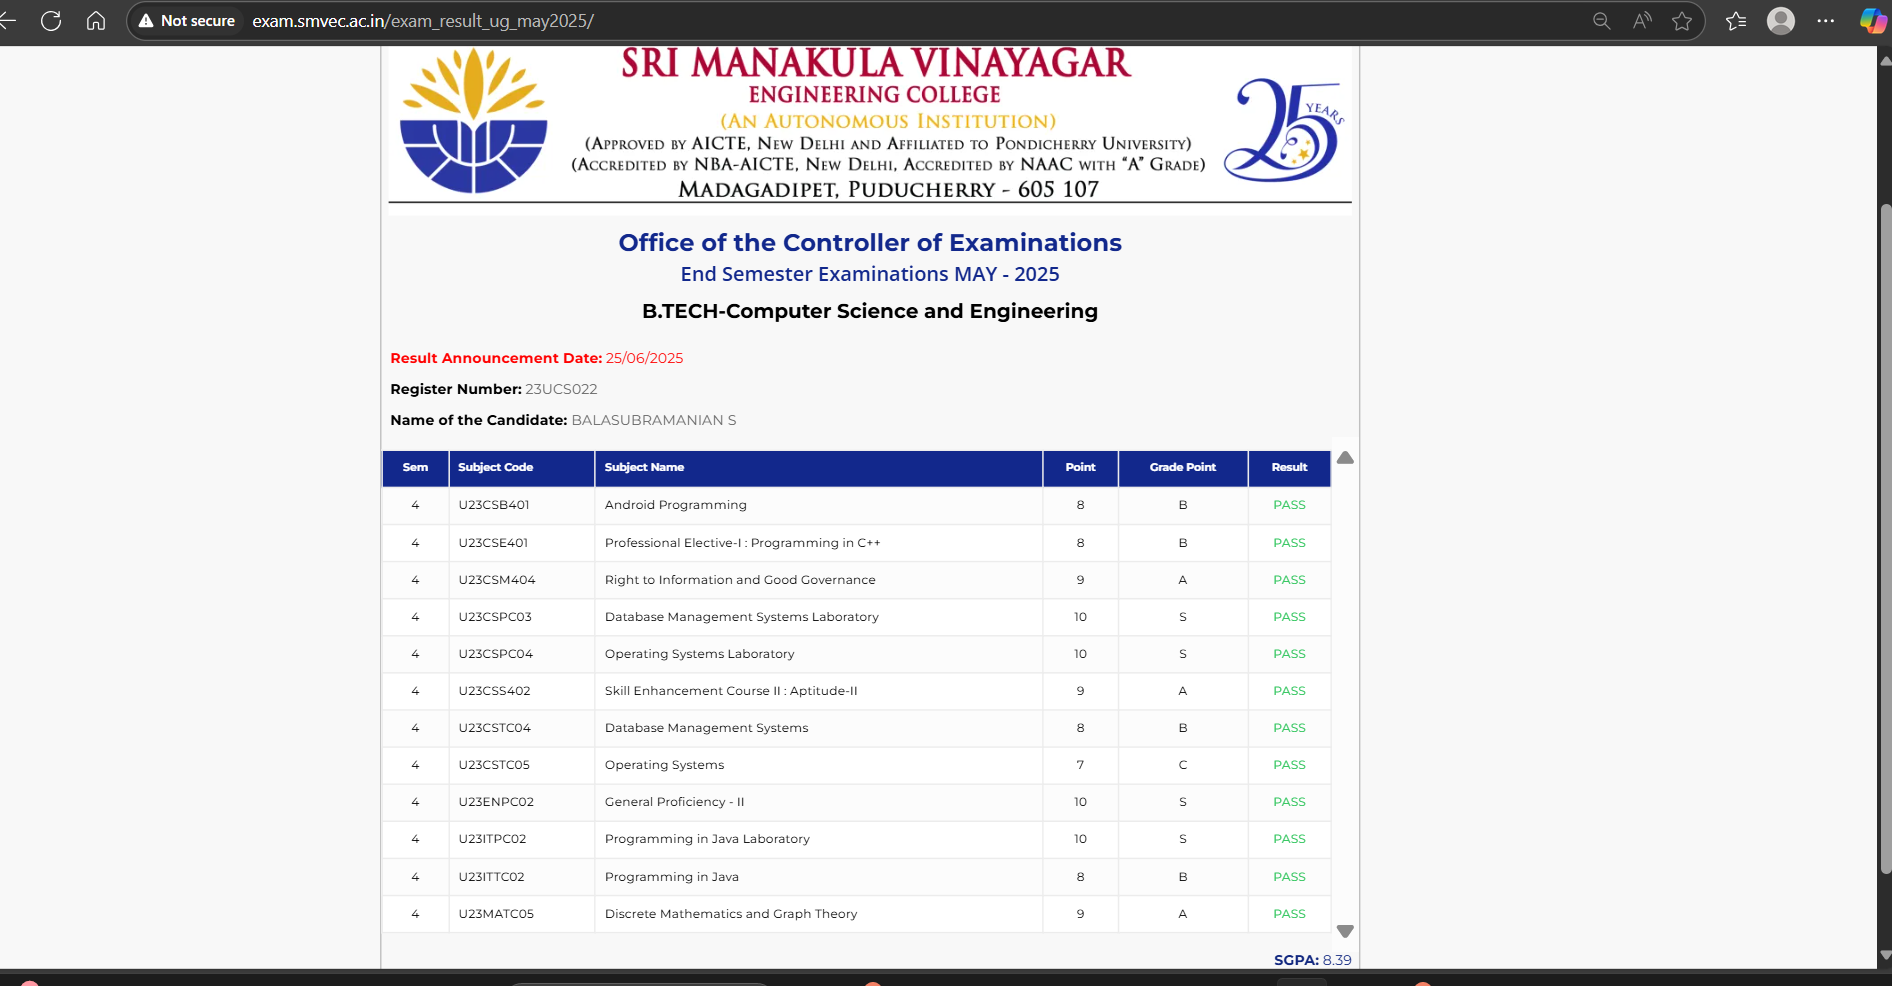 Not secure exam.smvec.ac.in/exam_result_ug_may2025/
SRI MANAKULA VINAYAGAR
ENGINEERING COLLEGE
(AN AUTONOMOUS INSTITUTION)
(APPROVED BY AICTE, NEW DELHI AND AFFILIATED TO PONDICHERRY UNIVERSITY)
(ACCREDITED BY NBA-AICTE, NEW DELHI, ACCREDITED BY NAAC WITH “A” GRADE)
MADAGADIPET, PUDUCHERRY - 605 107
25 YEARS
Office of the Controller of Examinations
End Semester Examinations MAY - 2025
B.TECH-Computer Science and Engineering
Result Announcement Date: 25/06/2025
Register Number: 23UCS022
Name of the Candidate: BALASUBRAMANIAN S
Sem Subject Code Subject Name Point Grade Point Result
4 U23CSB401 Android Programming 8 B PASS
4 U23CSE401 Professional Elective-I : Programming in C++ 8 B PASS
4 U23CSM404 Right to Information and Good Governance 9 A PASS
4 U23CSPC03 Database Management Systems Laboratory 10 S PASS
4 U23CSPC04 Operating Systems Laboratory 10 S PASS
4 U23CSS402 Skill Enhancement Course II : Aptitude-II 9 A PASS
4 U23CSTC04 Database Management Systems 8 B PASS
4 U23CSTC05 Operating Systems 7 C PASS
4 U23ENPC02 General Proficiency - II 10 S PASS
4 U23ITPC02 Programming in Java Laboratory 10 S PASS
4 U23ITTC02 Programming in Java 8 B PASS
4 U23MATC05 Discrete Mathematics and Graph Theory 9 A PASS
SGPA: 8.39